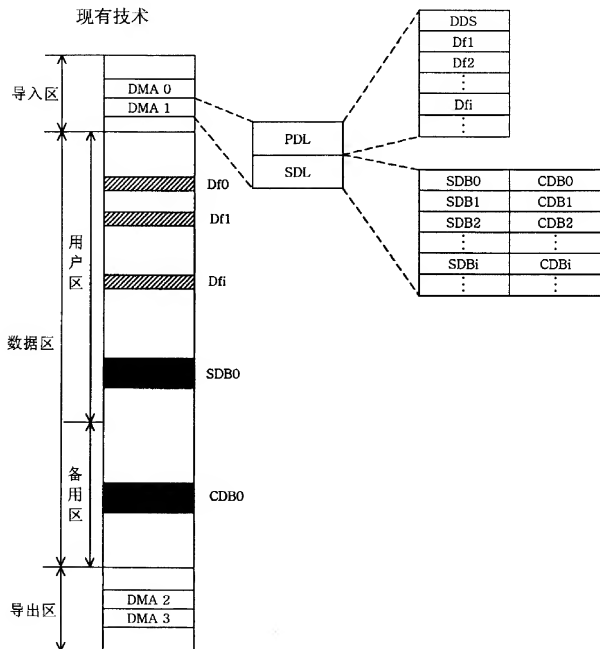 现有技术
导入区
DMA 0
DMA 1
PDL
SDL
DDS
Df1
Df2
⋮
Dfi
⋮
SDB0 CDB0
SDB1 CDB1
SDB2 CDB2
⋮ ⋮
SDBi CDBi
⋮ ⋮
数据区
用户区
Df0
Df1
Dfi
SDB0
备用区
CDB0
导出区
DMA 2
DMA 3